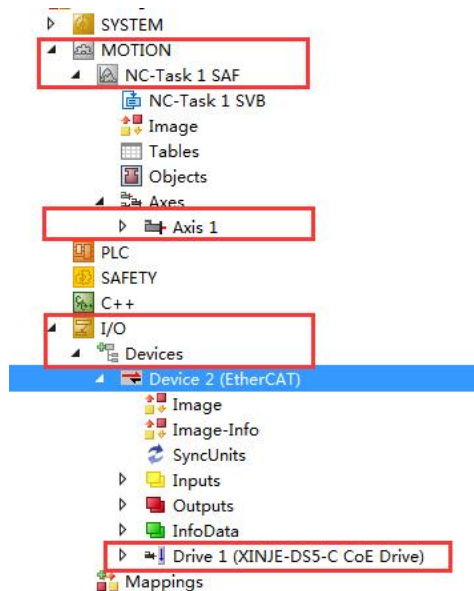 SYSTEM
MOTION
NC-Task 1 SAF
NC-Task 1 SVB
Image
Tables
Objects
Axes
Axis 1
PLC
SAFETY
C++
I/O
Devices
Device 2 (EtherCAT)
Image
Image-Info
SyncUnits
Inputs
Outputs
InfoData
Drive 1 (XINJE-DS5-C CoE Drive)
Mappings